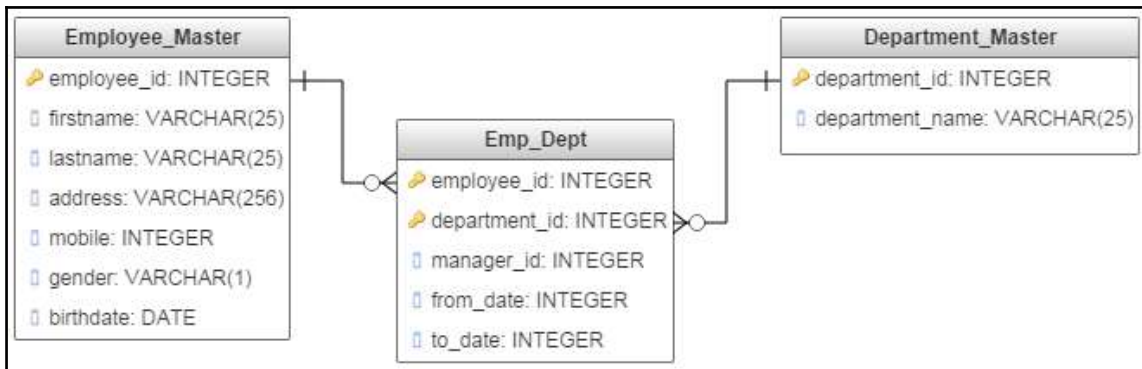 Employee_Master
employee_id: INTEGER
firstname: VARCHAR(25)
lastname: VARCHAR(25)
address: VARCHAR(256)
mobile: INTEGER
gender: VARCHAR(1)
birthdate: DATE
Emp_Dept
employee_id: INTEGER
department_id: INTEGER
manager_id: INTEGER
from_date: INTEGER
to_date: INTEGER
Department_Master
department_id: INTEGER
department_name: VARCHAR(25)